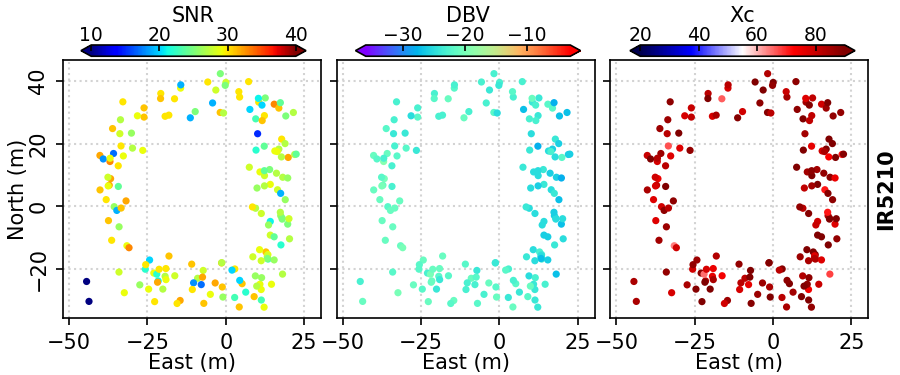 SNR DBV Xc
10 20 30 40 −30 −20 −10 20 40 60 80
40
20
0
−20
North (m)
IR5210
−50 −25 0 25 −50 −25 0 25 −50 −25 0 25
East (m) East (m) East (m)